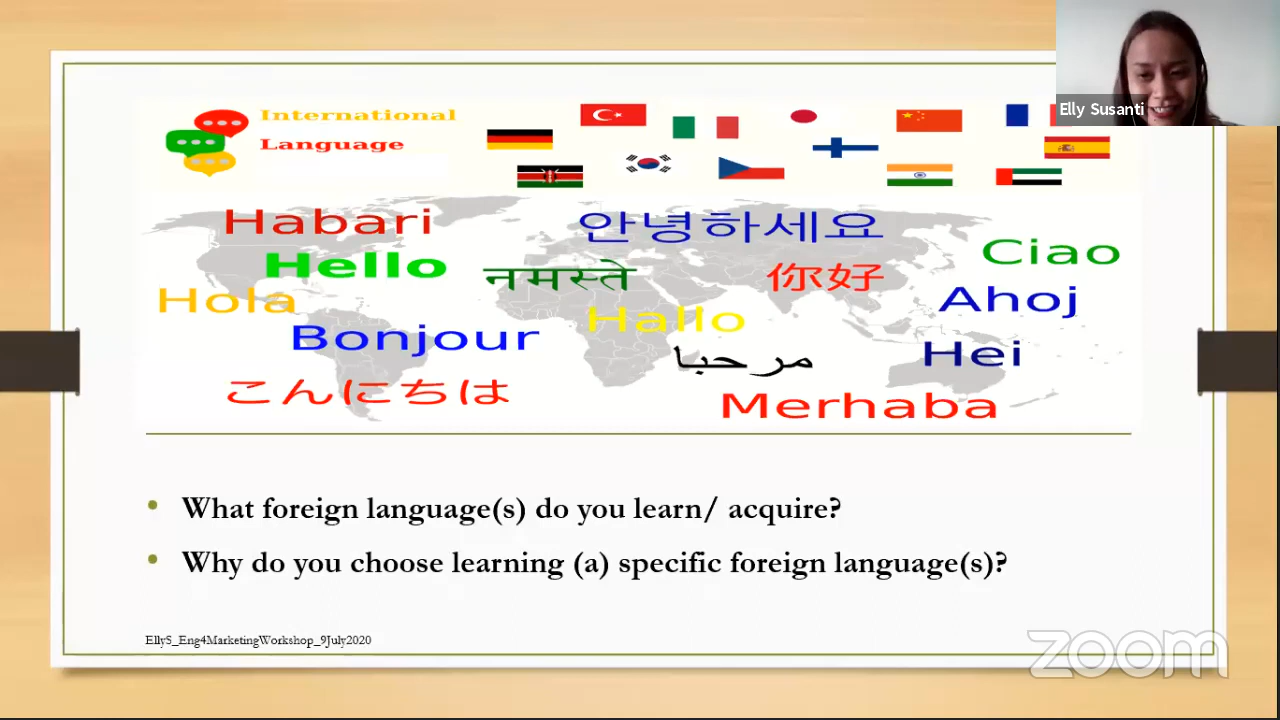 Elly Susanti
International
Language
Habari
안녕하세요
Hello
नमस्ते
你好
Ciao
Hola
Hallo
Ahoj
Bonjour
مرحبا
Hei
こんにちは
Merhaba
What foreign language(s) do you learn/ acquire?
Why do you choose learning (a) specific foreign language(s)?
EllyS_Eng4MarketingWorkshop_9July2020
zoom